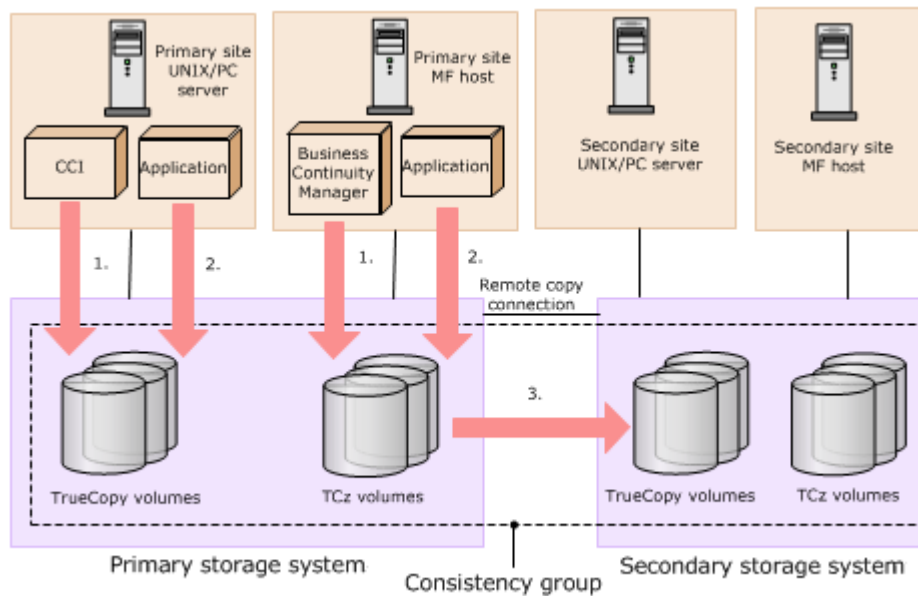 Primary site
UNIX/PC
server
CCI
Application
Primary site
MF host
Business
Continuity
Manager
Application
Secondary site
UNIX/PC server
Secondary site
MF host
1.
2.
1.
2.
Remote copy
connection
3.
TrueCopy volumes
TCz volumes
TrueCopy volumes
TCz volumes
Primary storage system
Consistency group
Secondary storage system